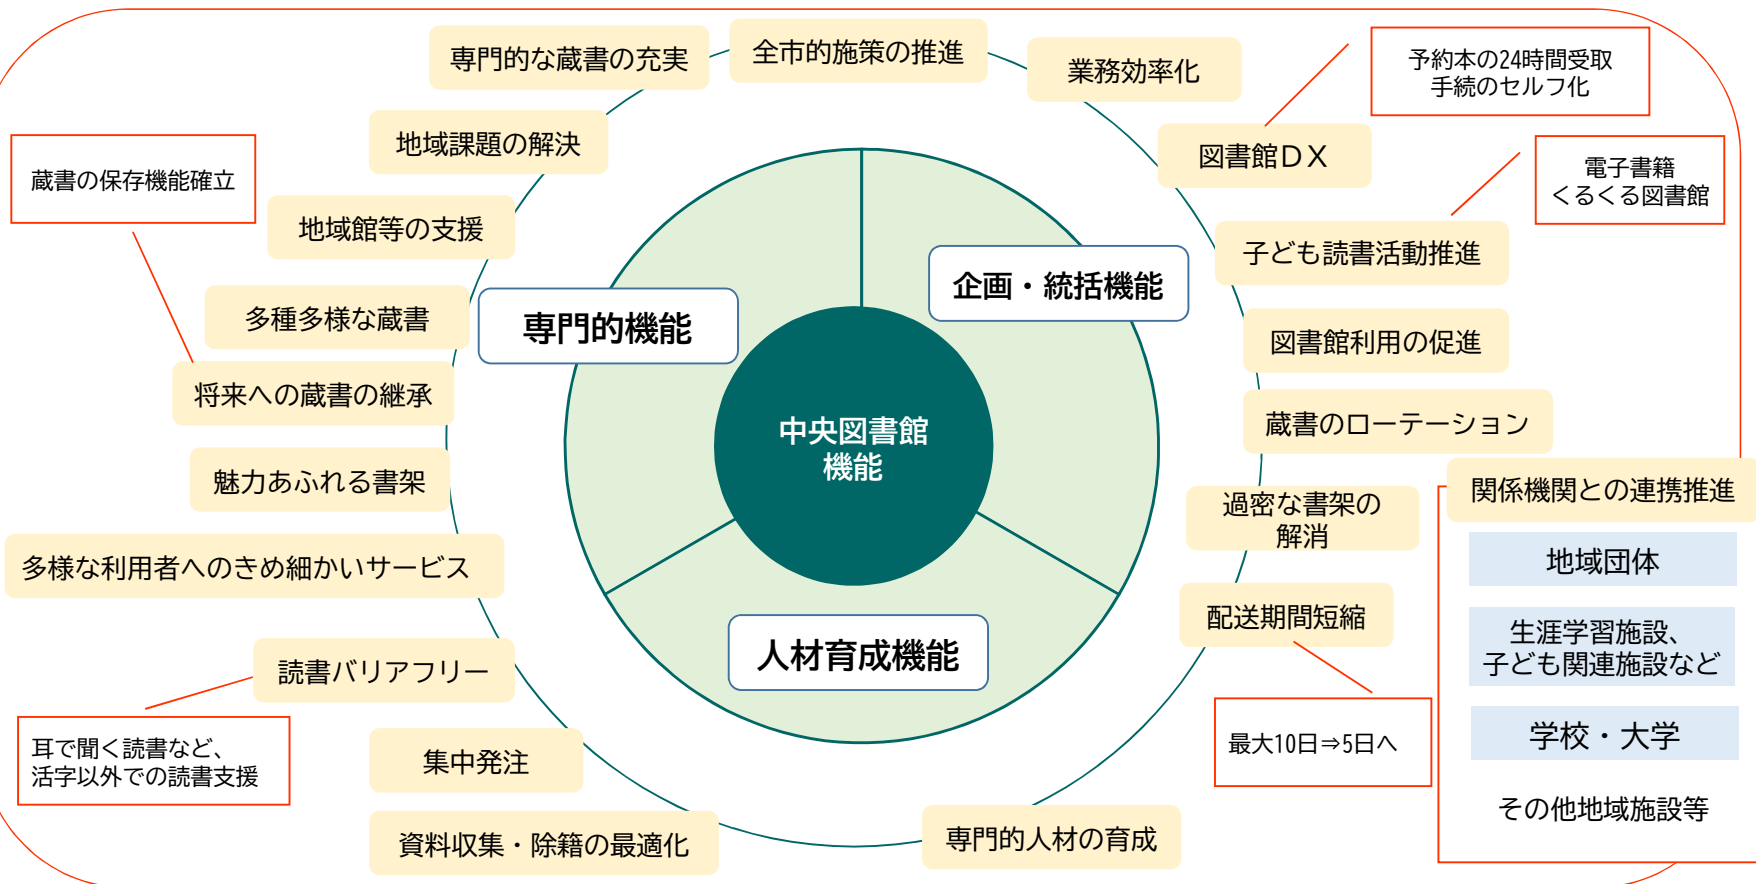 専門的な蔵書の充実
全市的施策の推進
業務効率化
予約本の24時間受取
手続のセルフ化
地域課題の解決
図書館DX
蔵書の保存機能確立
電子書籍
くるくる図書館
地域館等の支援
子ども読書活動推進
企画・統括機能
多種多様な蔵書
専門的機能
図書館利用の促進
将来への蔵書の継承
蔵書のローテーション
中央図書館
機能
魅力あふれる書架
関係機関との連携推進
過密な書架の
解消
多様な利用者へのきめ細かいサービス
地域団体
配送期間短縮
生涯学習施設、
子ども関連施設など
人材育成機能
読書バリアフリー
学校・大学
最大10日⇒5日へ
耳で聞く読書など、
活字以外での読書支援
集中発注
その他地域施設等
資料収集・除籍の最適化
専門的人材の育成